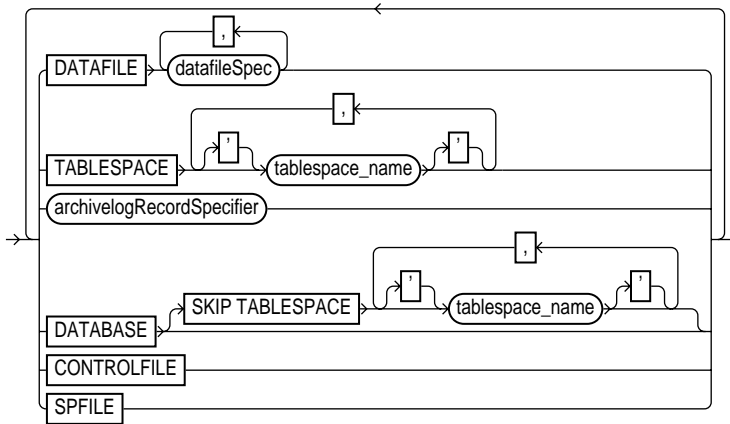 ,
DATAFILE datafileSpec
,
TABLESPACE ' tablespace_name '
archivelogRecordSpecifier
,
SKIP TABLESPACE ' tablespace_name '
DATABASE
CONTROLFILE
SPFILE